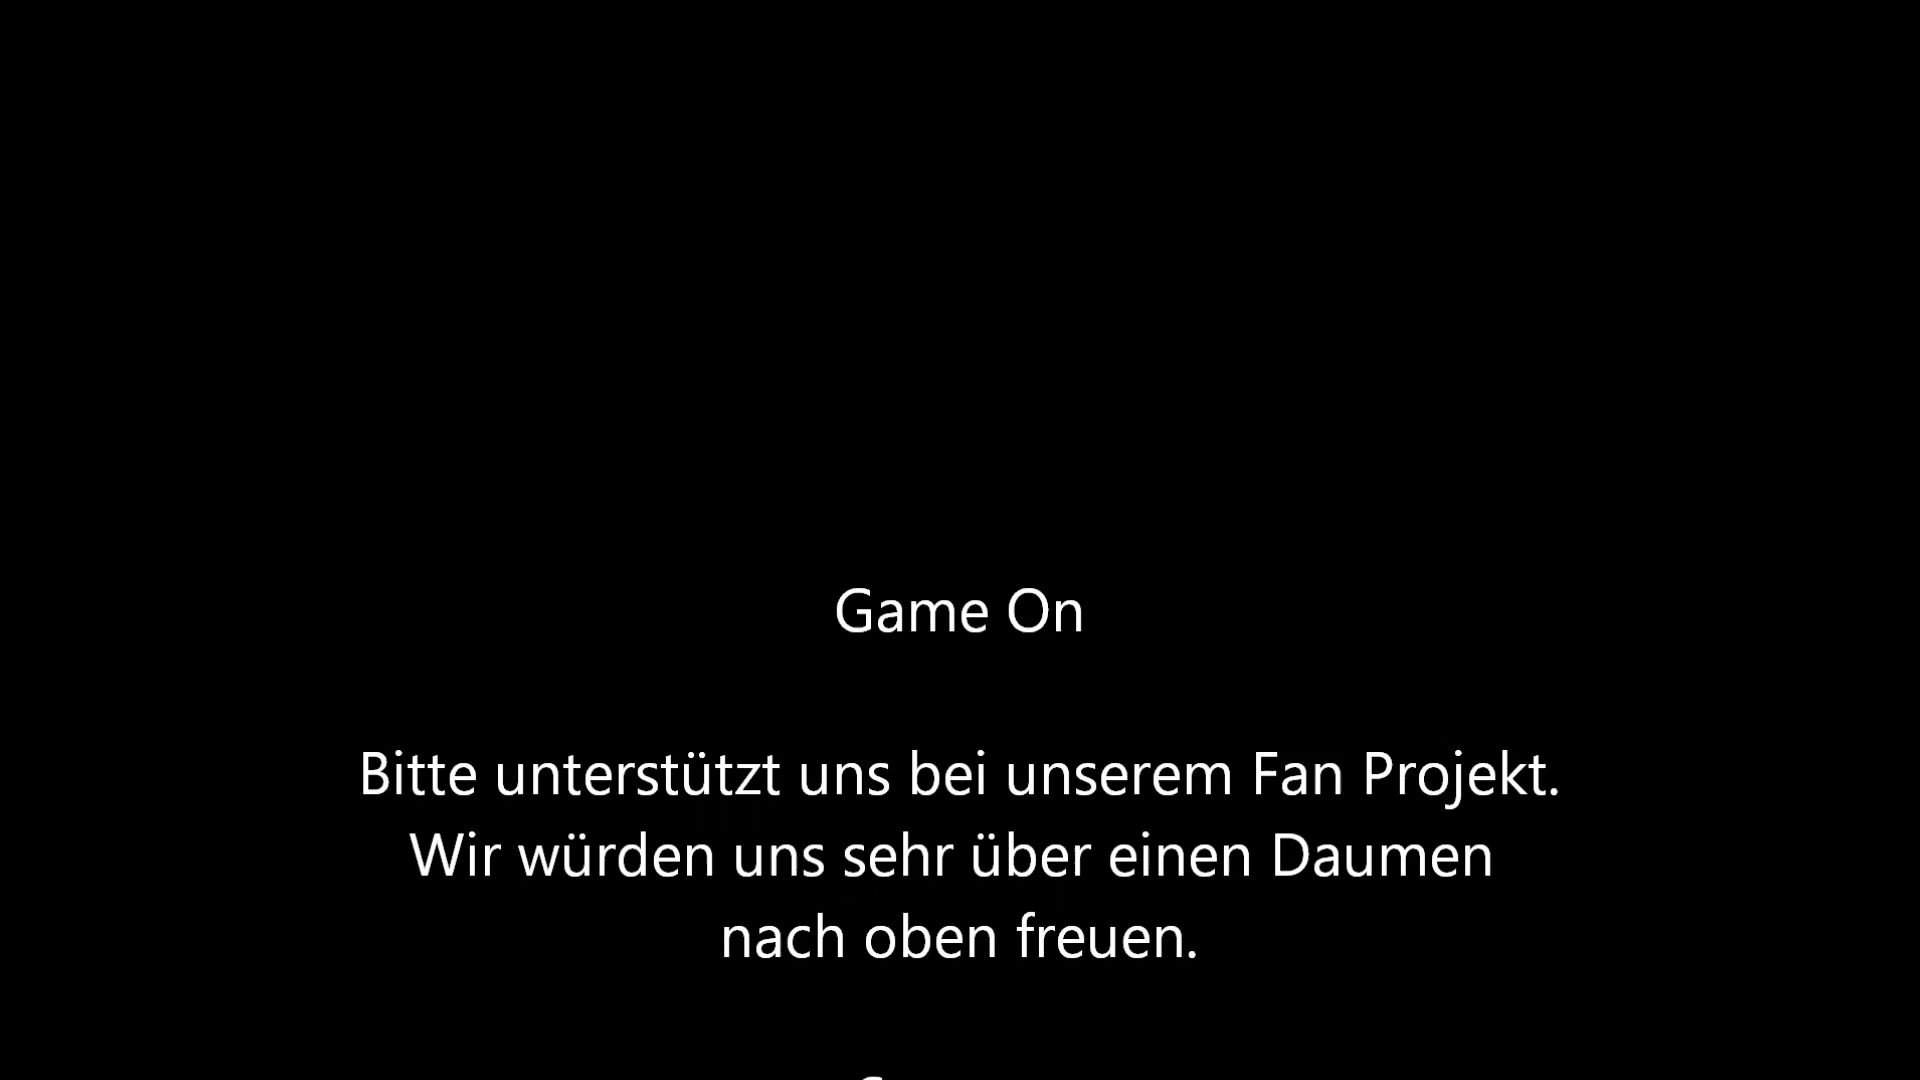 Game On
Bitte unterstützt uns bei unserem Fan Projekt.
Wir würden uns sehr über einen Daumen
nach oben freuen.